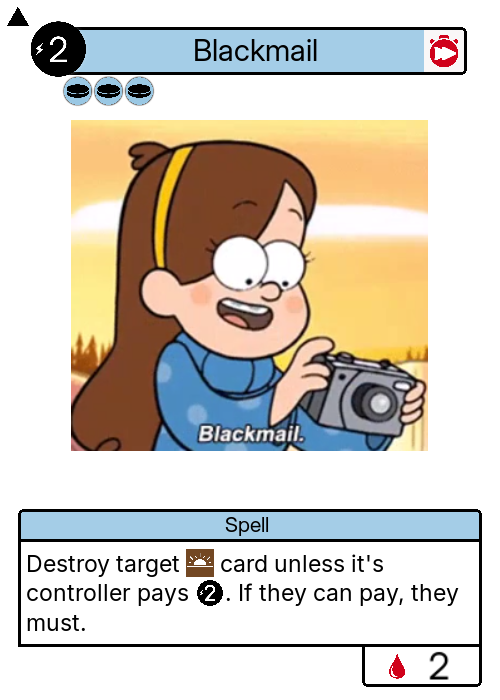 2
Blackmail
Blackmail.
Spell
Destroy target card unless it's
controller pays 2. If they can pay, they
must.
2